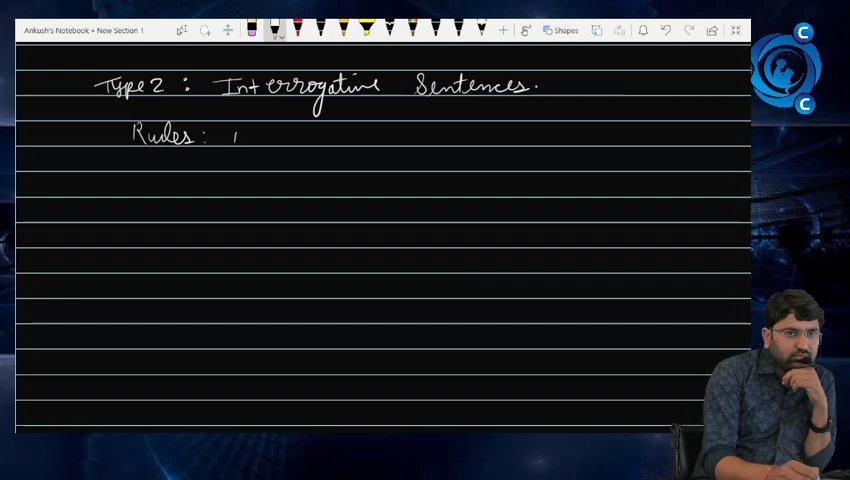 Ankush's Notebook > New Section 1
Shapes
Type 2 : Interrogative Sentences.
Rules : 1
C
C